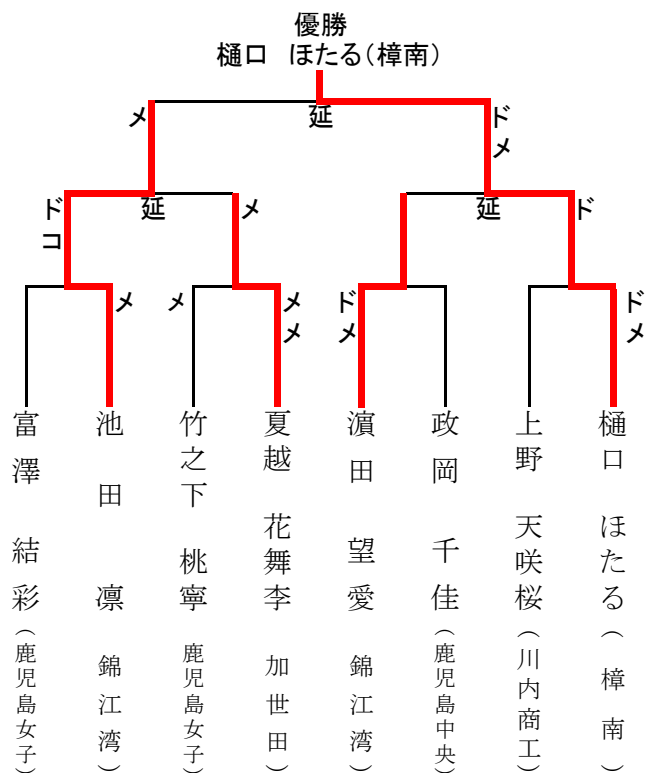 優勝
樋口　ほたる（樟南）
メ
延
ド
メ
ド
コ
延
メ
延
ド
メ
メ
メ
メ
ド
メ
ド
メ
富澤　結彩（鹿児島女子）
池田　凛（錦江湾）
竹之下　桃寧（鹿児島女子）
夏越　花舞李（加世田）
濵田　望愛（錦江湾）
政岡　千佳（鹿児島中央）
上野　天咲桜（川内商工）
樋口　ほたる（樟南）